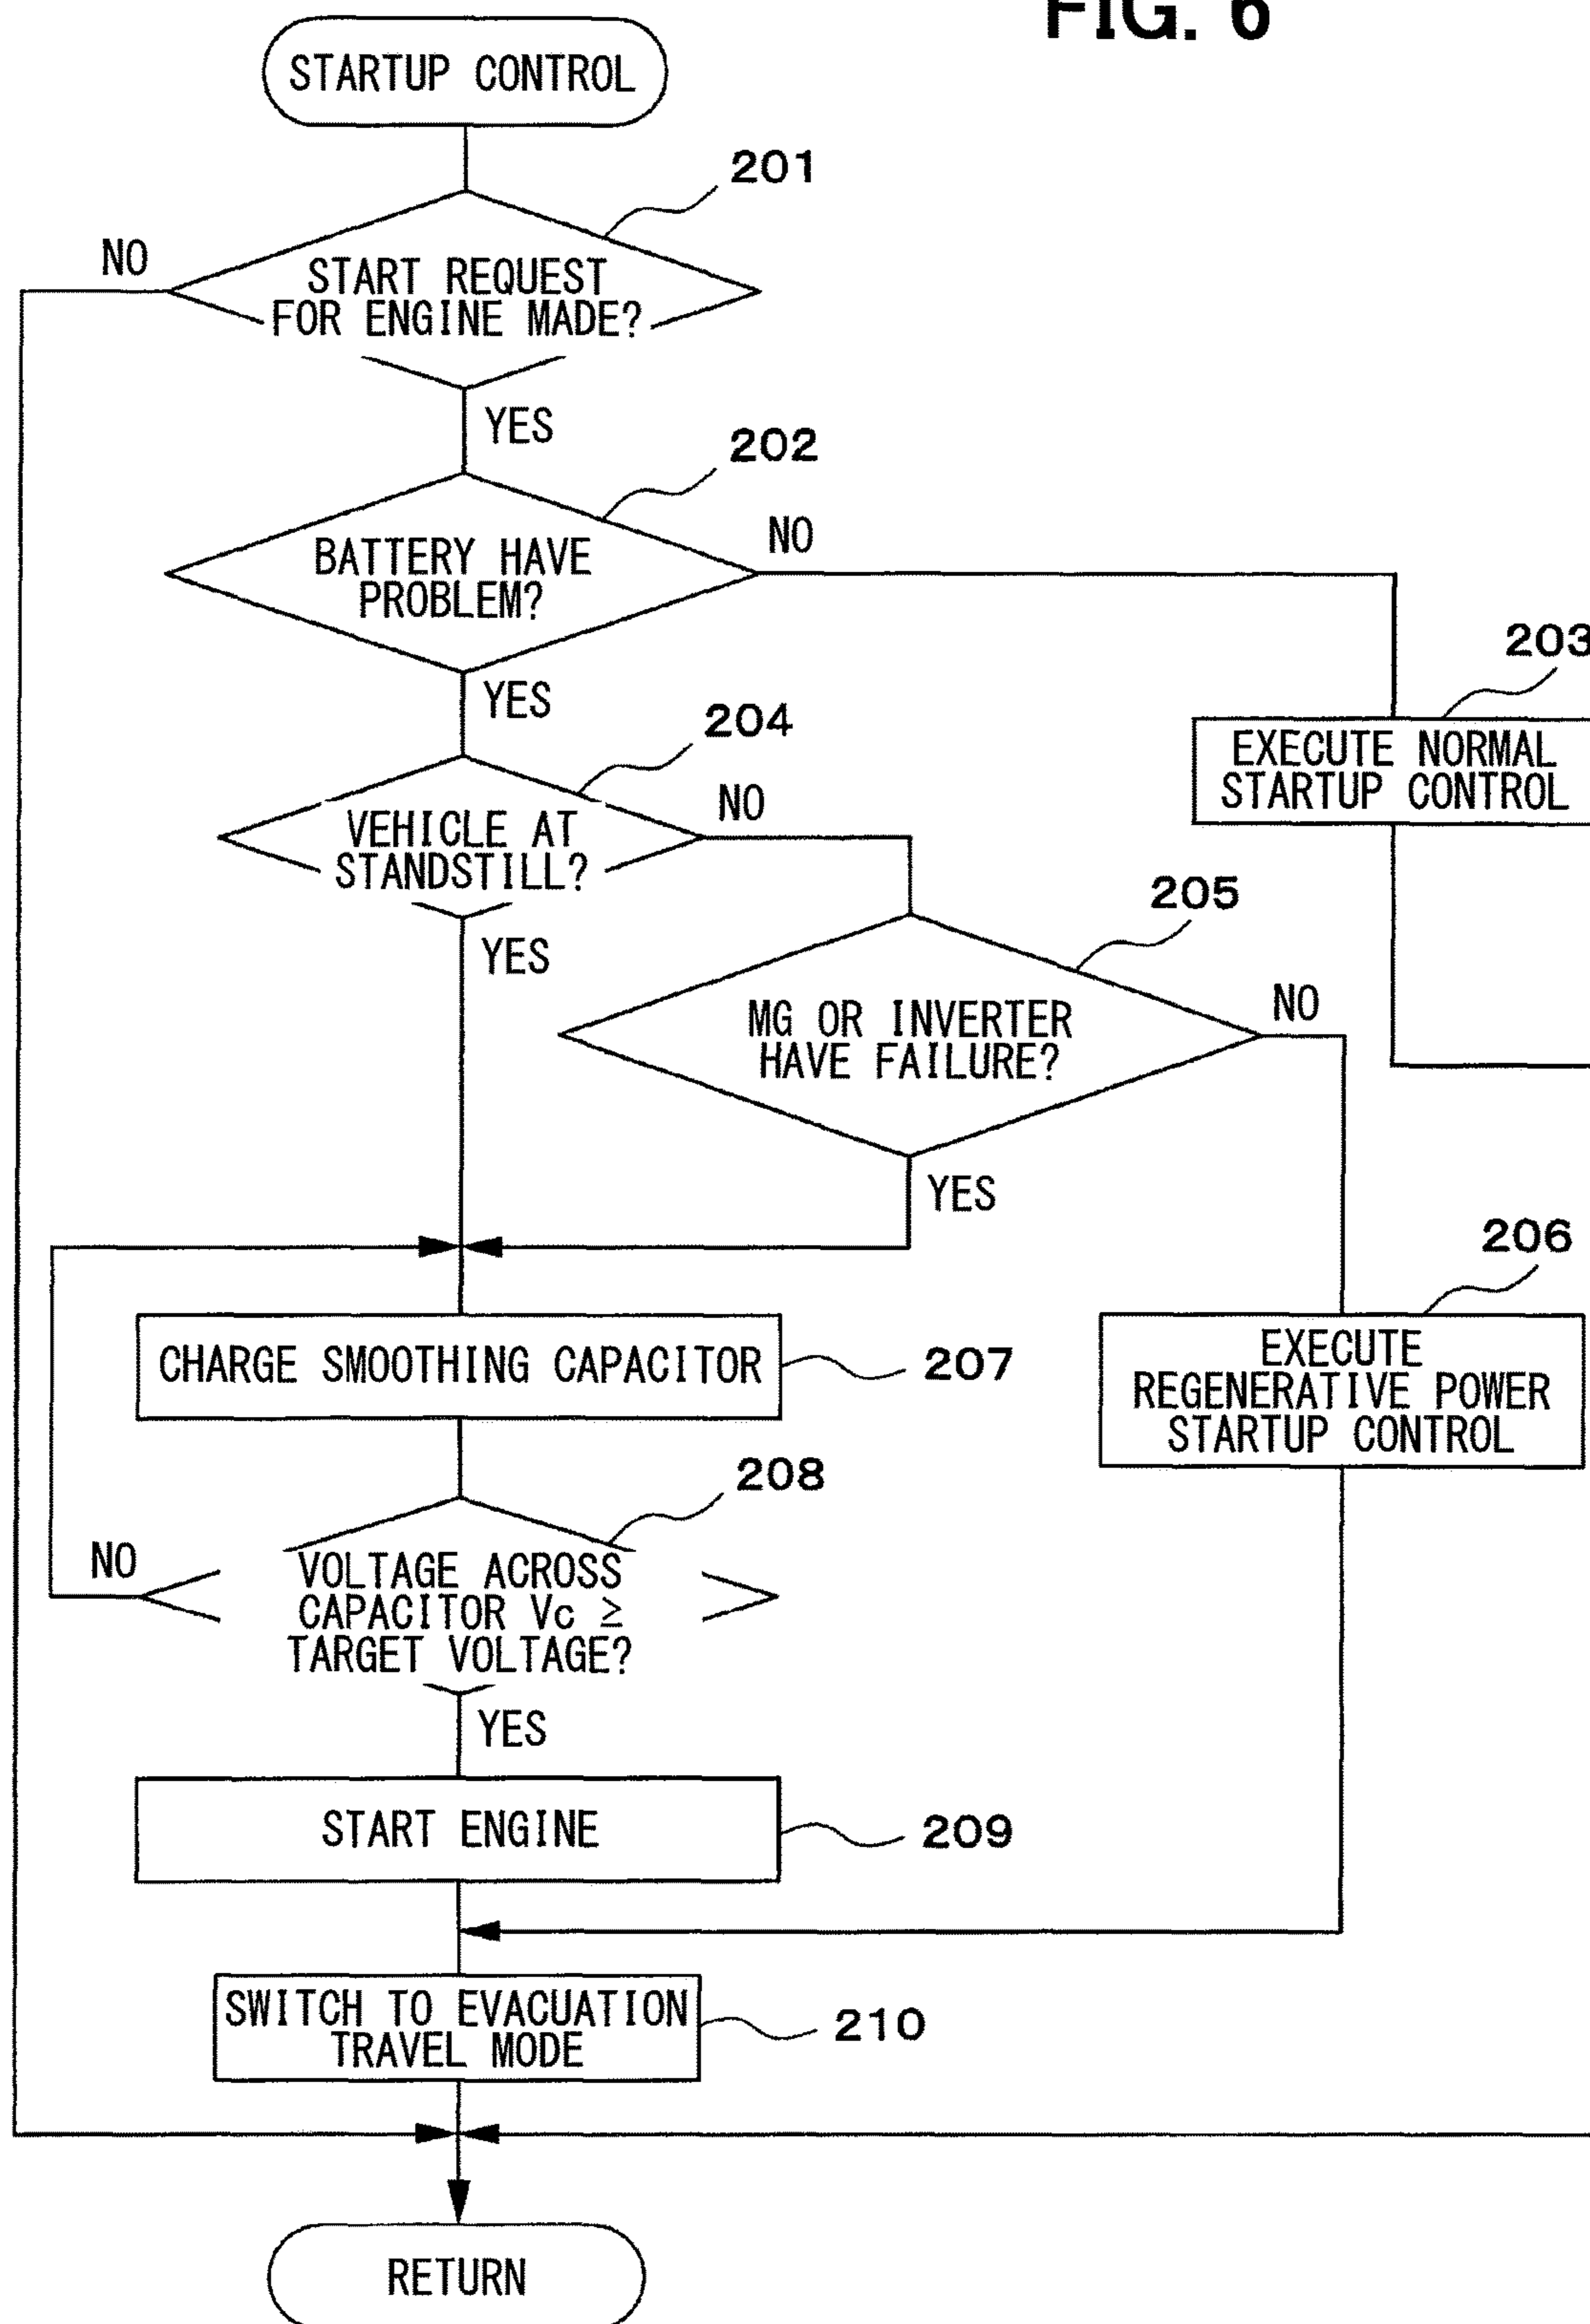 FIG. 6
STARTUP CONTROL
201
NO
START REQUEST
FOR ENGINE MADE?
YES
202
NO
BATTERY HAVE
PROBLEM?
YES
203
EXECUTE NORMAL
STARTUP CONTROL
204
NO
VEHICLE AT
STANDSTILL?
YES
205
NO
MG OR INVERTER
HAVE FAILURE?
YES
206
EXECUTE
REGENERATIVE POWER
STARTUP CONTROL
CHARGE SMOOTHING CAPACITOR
207
208
NO
VOLTAGE ACROSS
CAPACITOR Vc ≥
TARGET VOLTAGE?
YES
START ENGINE
209
SWITCH TO EVACUATION
TRAVEL MODE
210
RETURN